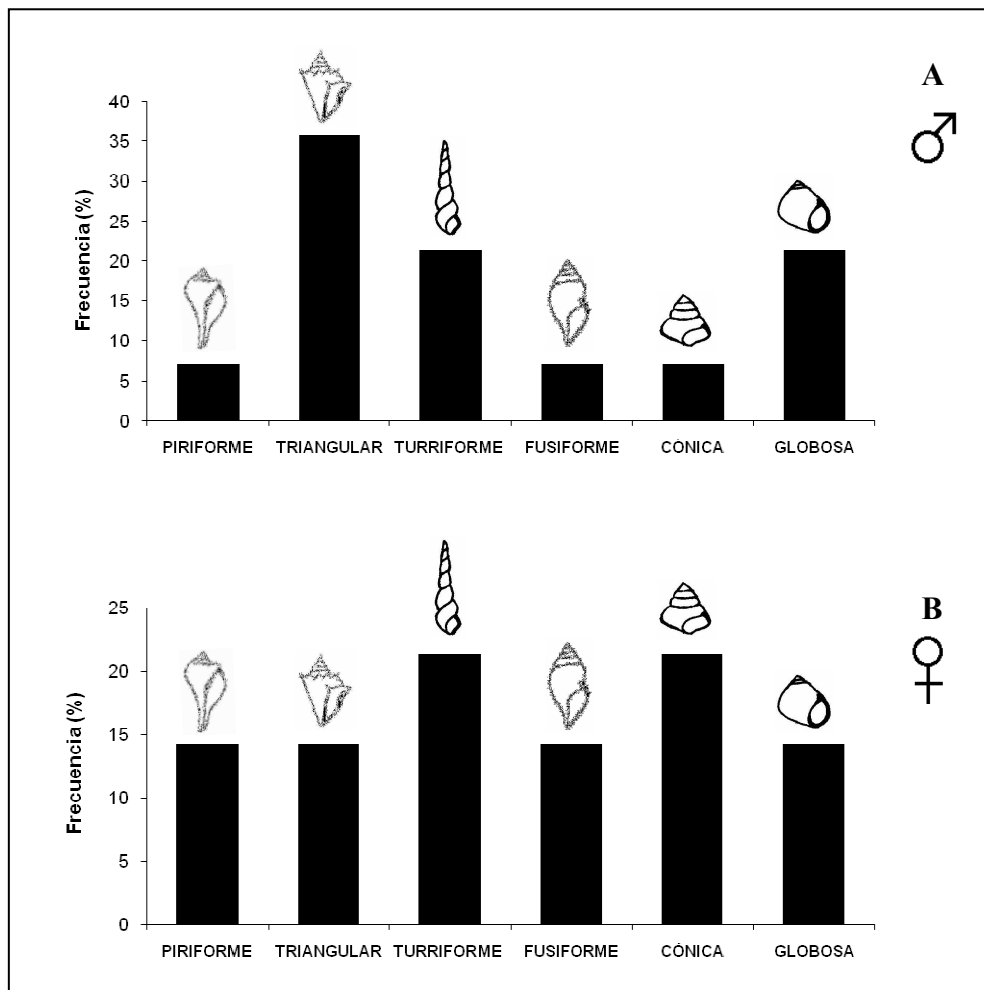 A
♂
Frecuencia (%)
40
35
30
25
20
15
10
5
0
PIRIFORME TRIANGULAR TURRIFORME FUSIFORME CÓNICA GLOBOSA
B
♀
Frecuencia (%)
25
20
15
10
5
0
PIRIFORME TRIANGULAR TURRIFORME FUSIFORME CÓNICA GLOBOSA